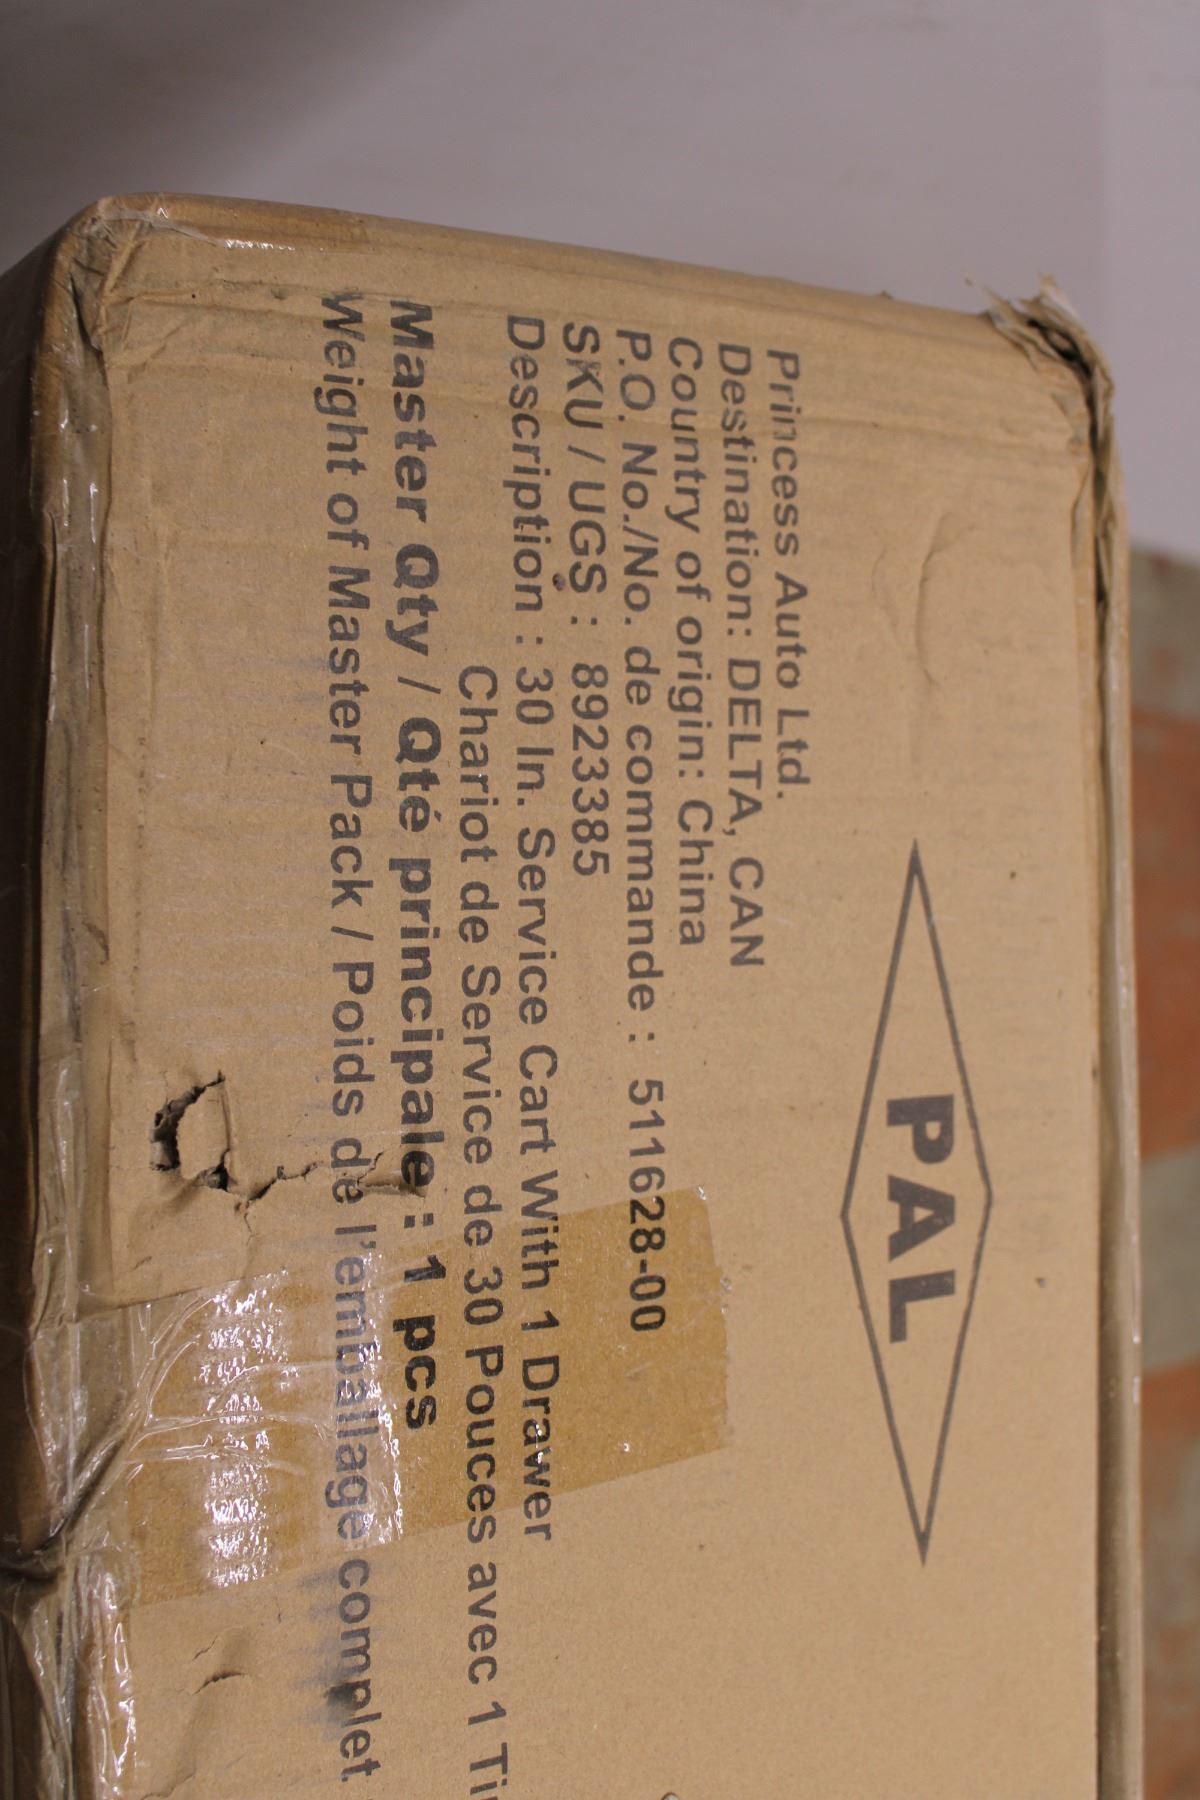 PAL
Princess Auto Ltd.
Destination: DELTA, CAN
Country of origin: China
P.O. No./No. de commande : 511628-00
SKU / UGS : 8923385
Description : 30 In. Service Cart With 1 Drawer
Chariot de Service de 30 Pouces avec 1
Master Qty / Qté principale : 1 pcs
Weight of Master Pack / Poids de l'emballage complet